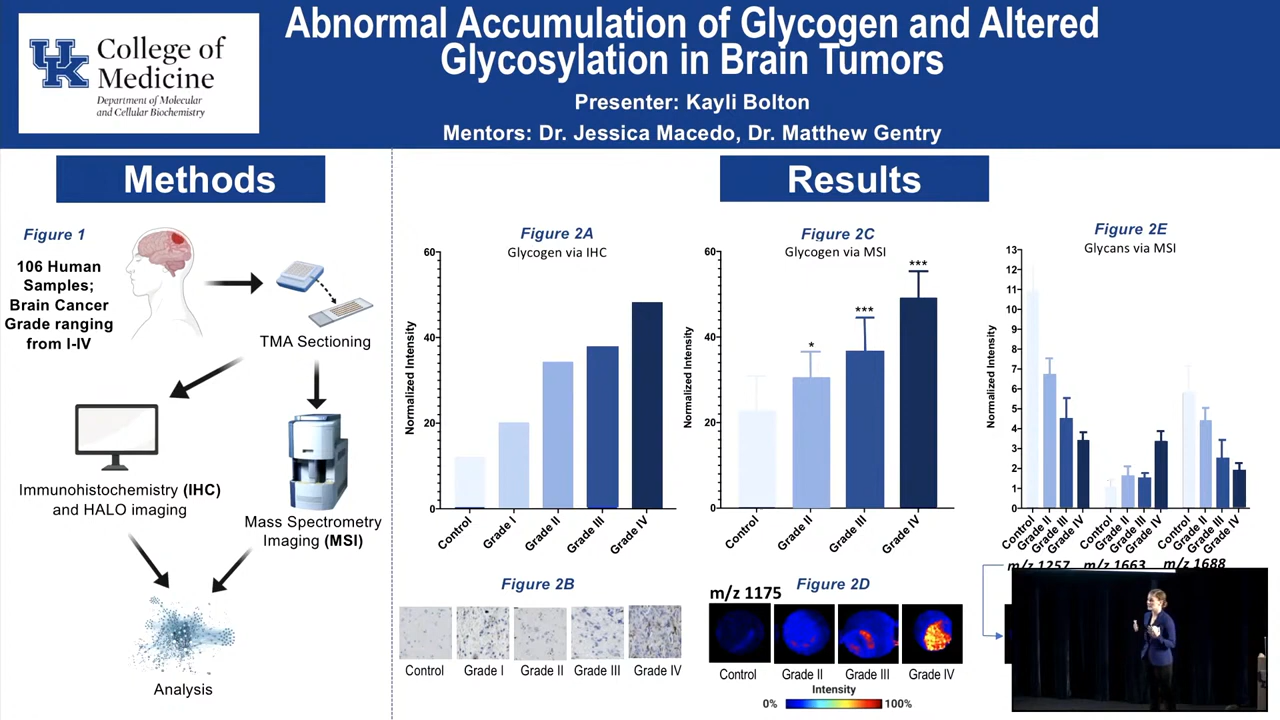 Abnormal Accumulation of Glycogen and Altered
Glycosylation in Brain Tumors
Presenter: Kayli Bolton
Mentors: Dr. Jessica Macedo, Dr. Matthew Gentry
UK
College of
Medicine
Department of Molecular
and Cellular Biochemistry
Methods
Figure 1
106 Human
Samples;
Brain Cancer
Grade ranging
from I-IV
TMA Sectioning
Immunohistochemistry (IHC)
and HALO imaging
Mass Spectrometry
Imaging (MSI)
Analysis
Results
Figure 2A
Glycogen via IHC
Normalized Intensity
60
40
20
0
Control
Grade I
Grade II
Grade III
Grade IV
Figure 2C
Glycogen via MSI
Normalized Intensity
60
40
20
0
*
***
***
Control
Grade II
Grade III
Grade IV
Figure 2E
Glycans via MSI
Normalized Intensity
13
12
11
10
9
8
7
6
5
4
3
2
1
0
Control
Grade II
Grade III
Grade IV
Control
Grade II
Grade III
Grade IV
Control
Grade II
Grade III
Grade IV
m/z 1257 m/z 1663 m/z 1688
Figure 2B
Control Grade I Grade II Grade III Grade IV
m/z 1175
Figure 2D
Control Grade II Grade III Grade IV
Intensity
0% 100%